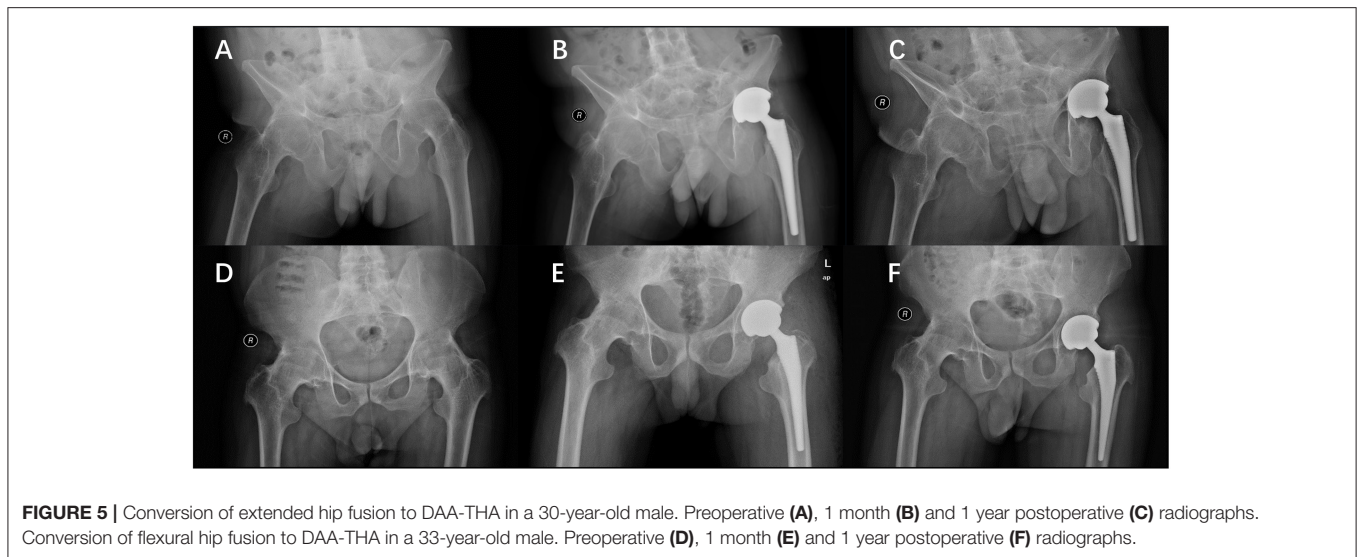 A
B
C
R
R
R
D
E
F
L
ap
R
R
FIGURE 5 | Conversion of extended hip fusion to DAA-THA in a 30-year-old male. Preoperative (A), 1 month (B) and 1 year postoperative (C) radiographs.
Conversion of flexural hip fusion to DAA-THA in a 33-year-old male. Preoperative (D), 1 month (E) and 1 year postoperative (F) radiographs.